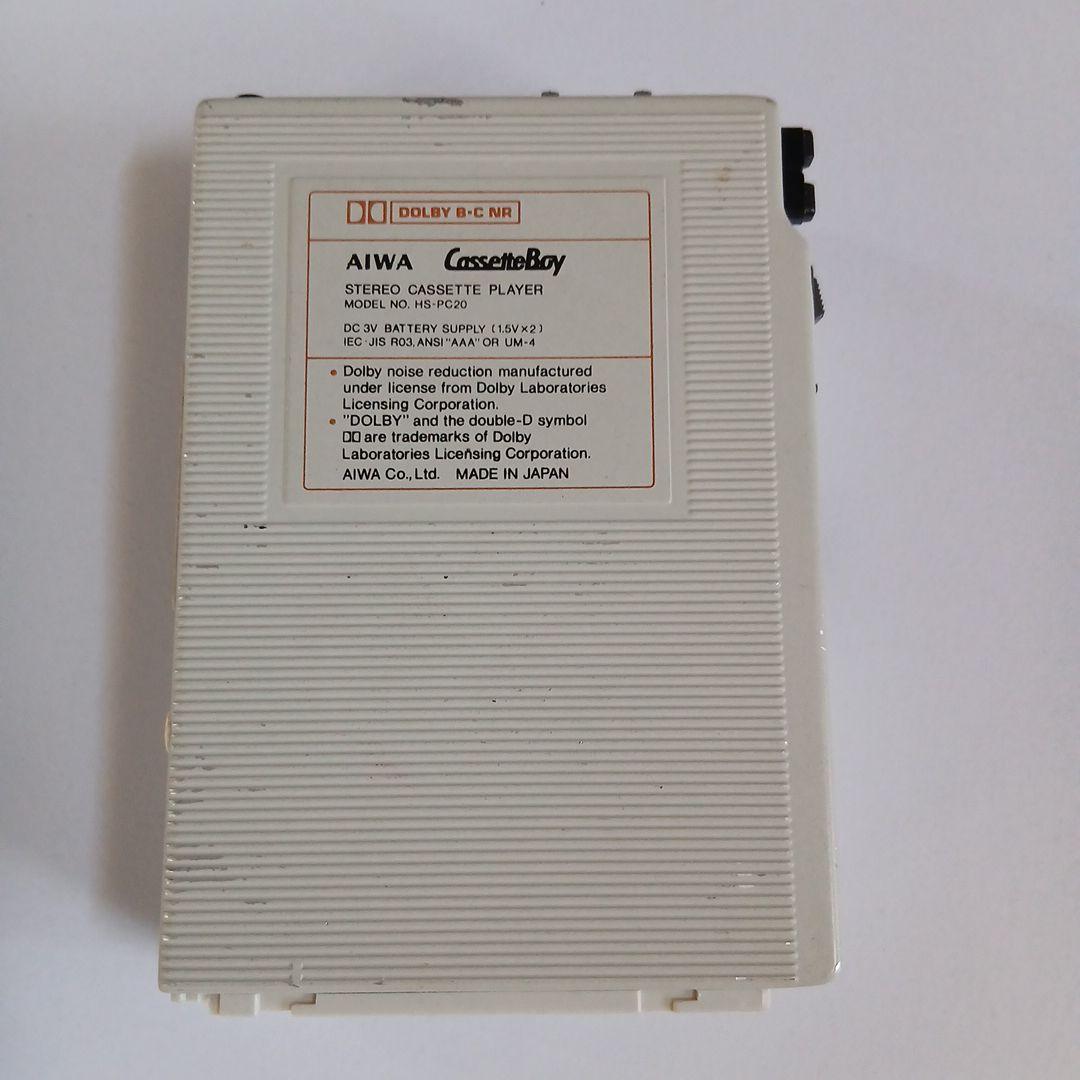 DOLBY B-C NR
AIWA CassetteBoy
STEREO CASSETTE PLAYER
MODEL NO. HS-PC20
DC 3V BATTERY SUPPLY (1.5V×2)
IEC·JIS R03, ANSI "AAA" OR UM-4
• Dolby noise reduction manufactured
under license from Dolby Laboratories
Licensing Corporation.
• "DOLBY" and the double-D symbol
are trademarks of Dolby
Laboratories Licensing Corporation.
AIWA Co., Ltd. MADE IN JAPAN